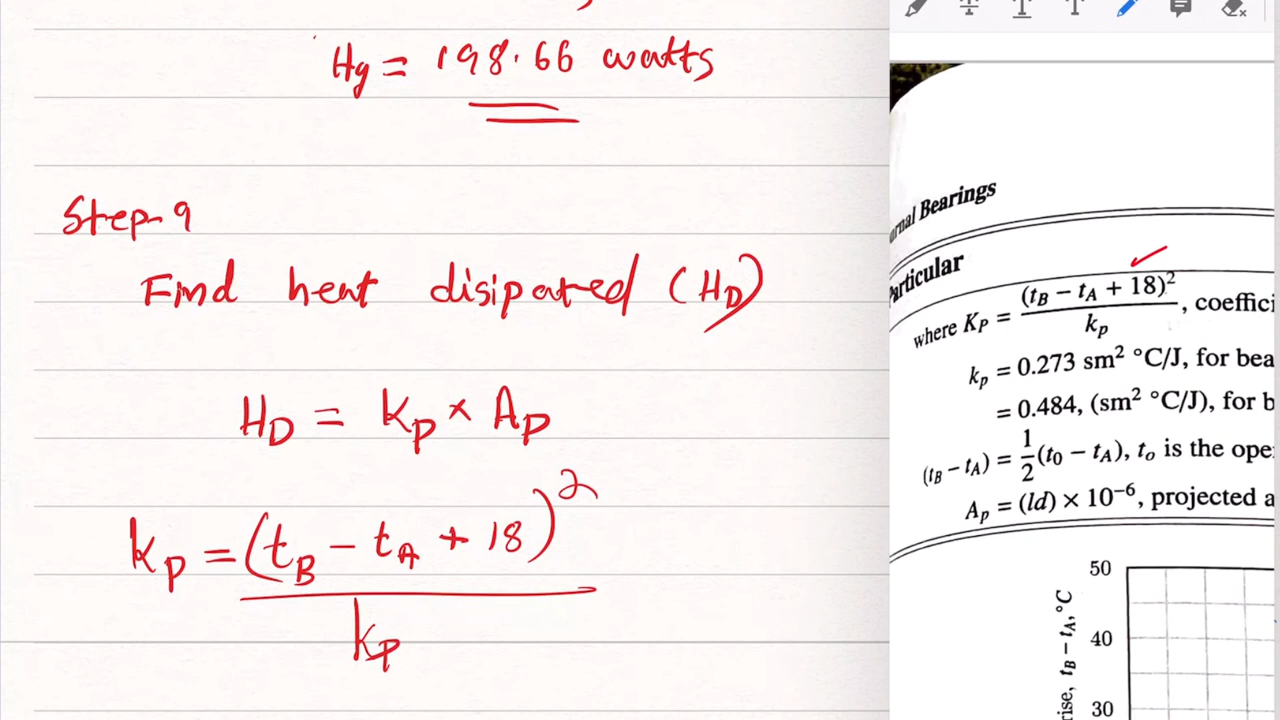 Hg = 198.66 watts
Step-9
Find heat disipated (HD)
HD = Kp × Ap
kp = (tB − tA + 18)²
kp
Bearings
Particular
where KP = (tB − tA + 18)²
kp
, coeffici
kp = 0.273 sm² °C/J, for bea
= 0.484, (sm² °C/J), for b
(tB − tA) = 1/2 (t0 − tA), to is the ope
Ap = (ld) × 10⁻⁶, projected a
50
40
30
rise, tB − tA, °C